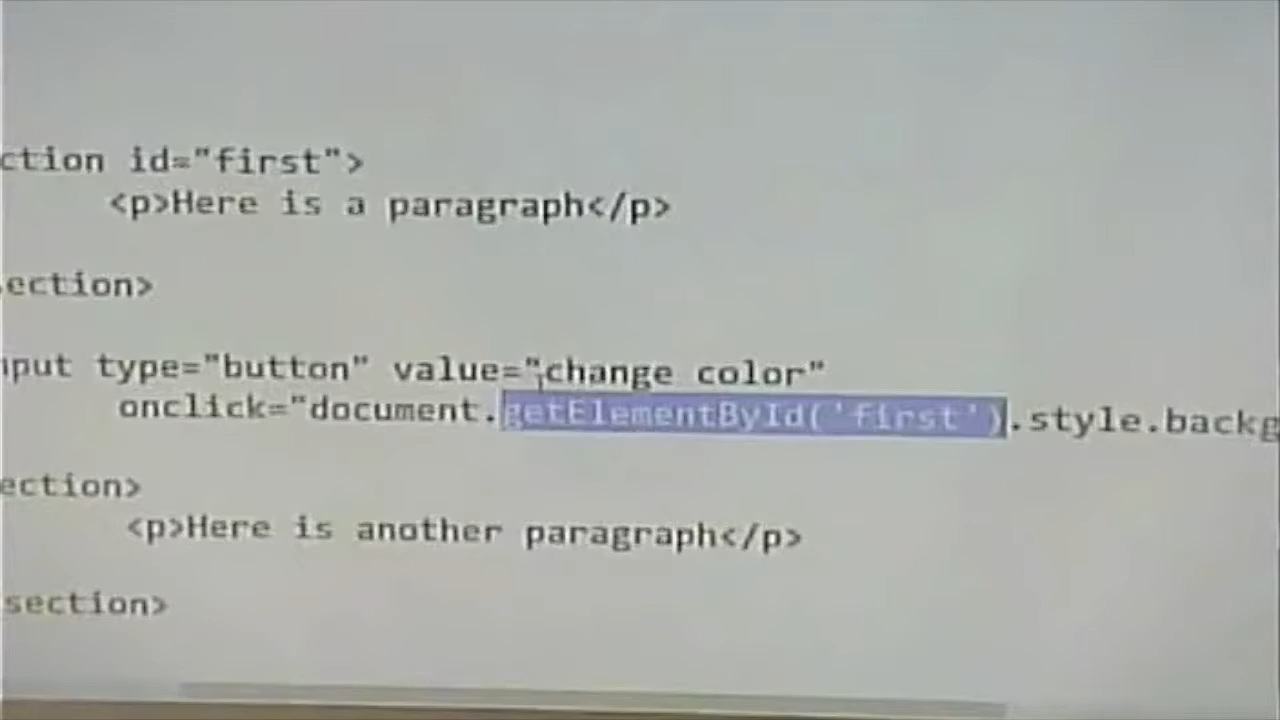 ction id="first">
<p>Here is a paragraph</p>
ection>
nput type="button" value="change color"
onclick="document.getElementById('first').style.backg
ection>
<p>Here is another paragraph</p>
section>